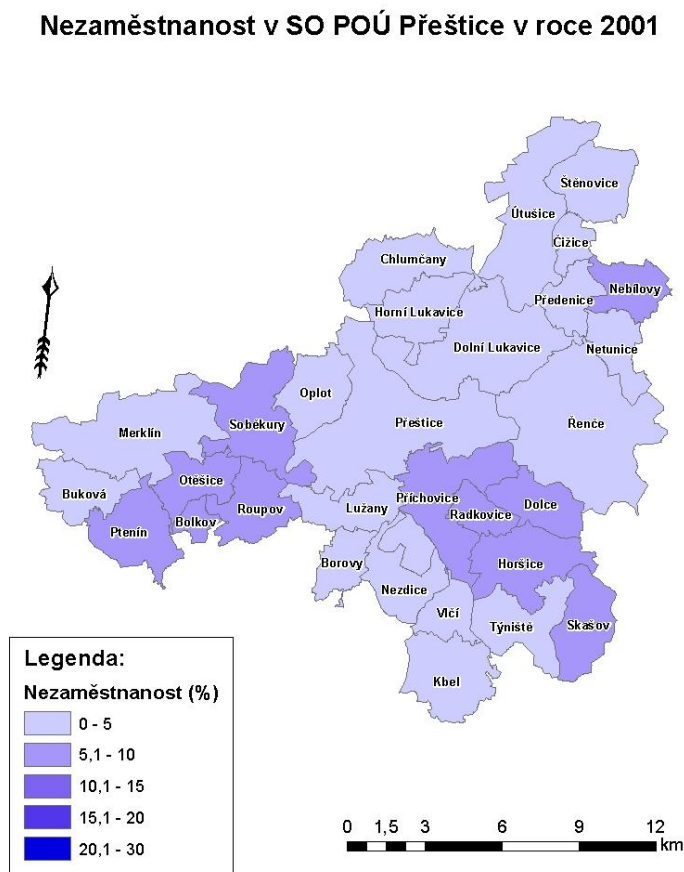 Nezaměstnanost v SO POÚ Přeštice v roce 2001
Štěnovice
Útušice
Čižice
Chlumčany
Nebílovy
Předenice
Horní Lukavice
Dolní Lukavice
Netunice
Oplot
Soběkury
Přeštice
Řenče
Merklín
Otěšice
Buková
Příchovice
Dolce
Lužany
Radkovice
Roupov
Bolkov
Ptenín
Borovy
Horšice
Nezdice
Vlčí
Týniště
Skašov
Kbel
Legenda:
Nezaměstnanost (%)
0 - 5
5,1 - 10
10,1 - 15
15,1 - 20
20,1 - 30
0 1,5 3 6 9 12
km